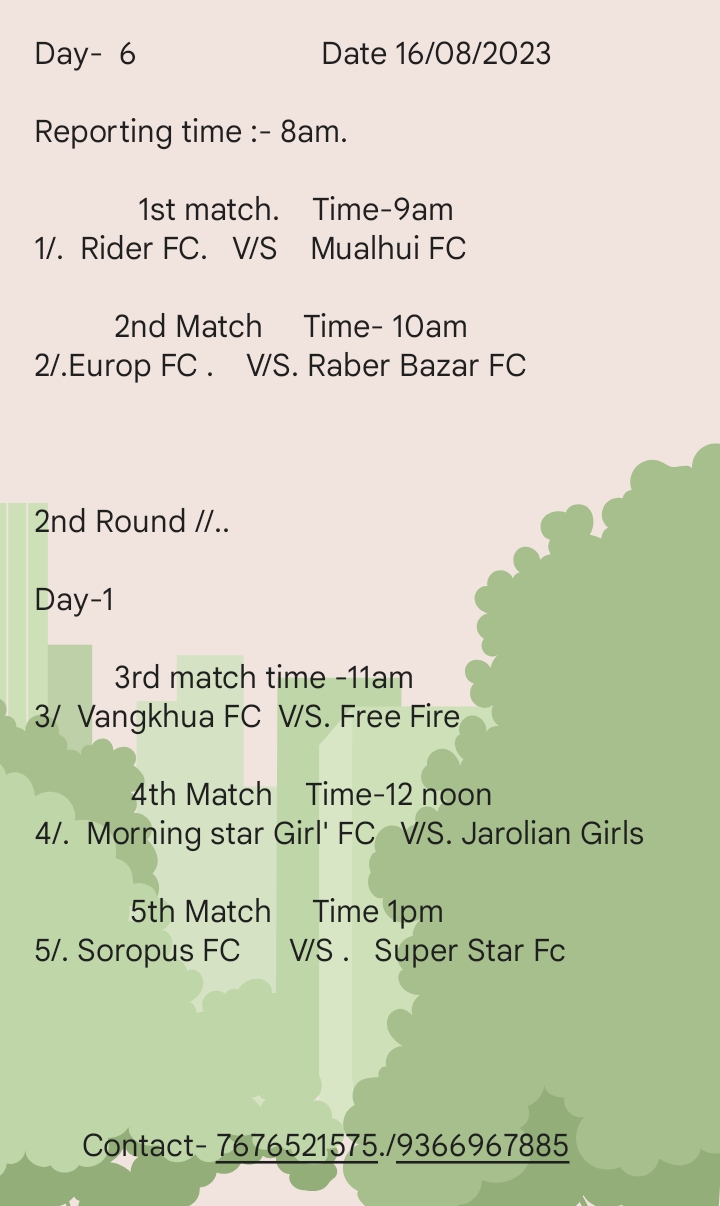 Day- 6 Date 16/08/2023
Reporting time :- 8am.
1st match. Time-9am
1/. Rider FC. V/S Mualhui FC
2nd Match Time- 10am
2/.Europ FC . V/S. Raber Bazar FC
2nd Round //..
Day-1
3rd match time -11am
3/ Vangkhua FC V/S. Free Fire
4th Match Time-12 noon
4/. Morning star Girl' FC V/S. Jarolian Girls
5th Match Time 1pm
5/. Soropus FC V/S . Super Star Fc
Contact- 7676521575./9366967885